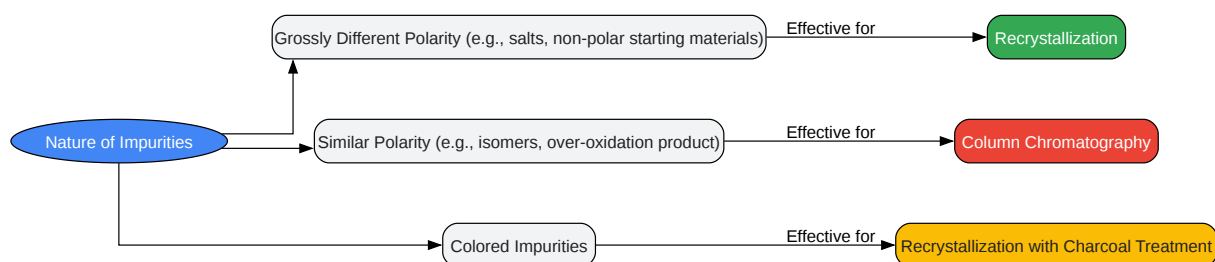 Grossly Different Polarity (e.g., salts, non-polar starting materials)
Effective for
Recrystallization
Nature of Impurities
Similar Polarity (e.g., isomers, over-oxidation product)
Effective for
Column Chromatography
Colored Impurities
Effective for
Recrystallization with Charcoal Treatment